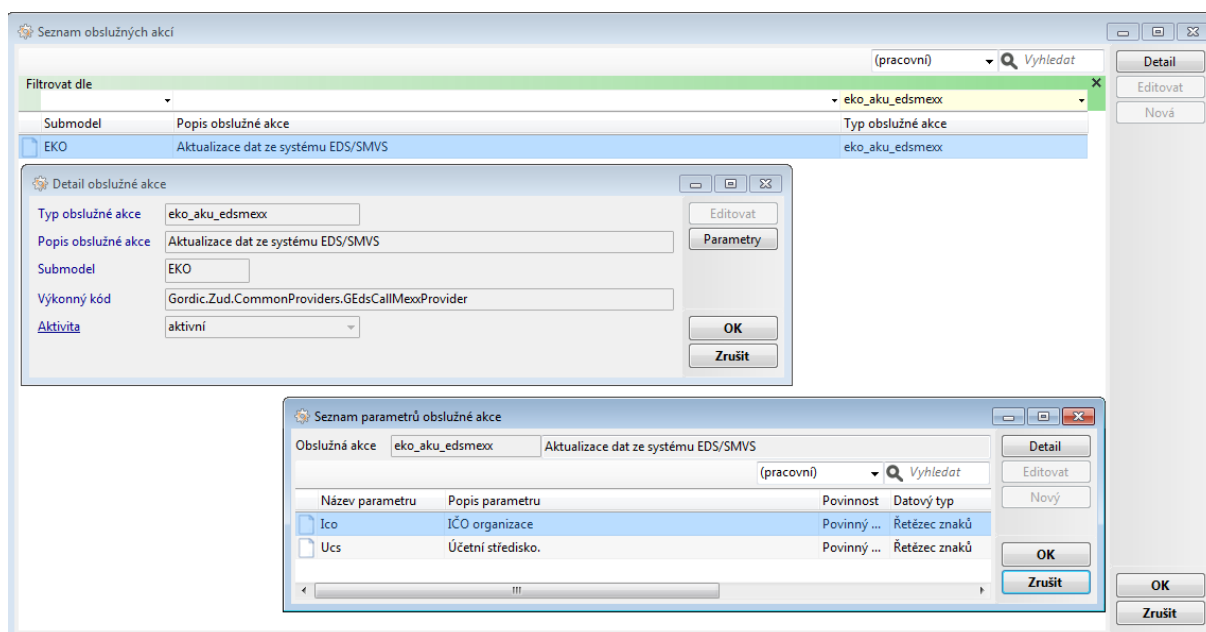 Seznam obslužných akcí
(pracovní) Vyhledat
Detail
Filtrovat dle
Editovat
eko_aku_edsmexx
Nová
Submodel Popis obslužné akce Typ obslužné akce
EKO Aktualizace dat ze systému EDS/SMVS eko_aku_edsmexx
Detail obslužné akce
Typ obslužné akce eko_aku_edsmexx Editovat
Popis obslužné akce Aktualizace dat ze systému EDS/SMVS Parametry
Submodel EKO
Výkonný kód Gordic.Zud.CommonProviders.GEdsCallMexxProvider
Aktivita aktivní OK
Zrušit
Seznam parametrů obslužné akce
Obslužná akce eko_aku_edsmexx Aktualizace dat ze systému EDS/SMVS Detail
(pracovní) Vyhledat Editovat
Název parametru Popis parametru Povinnost Datový typ Nový
Ico IČO organizace Povinný ... Řetězec znaků
Ucs Účetní středisko. Povinný ... Řetězec znaků
OK
Zrušit
OK
Zrušit